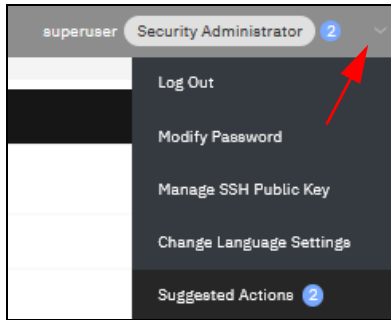 superuser Security Administrator 2
Log Out
Modify Password
Manage SSH Public Key
Change Language Settings
Suggested Actions 2